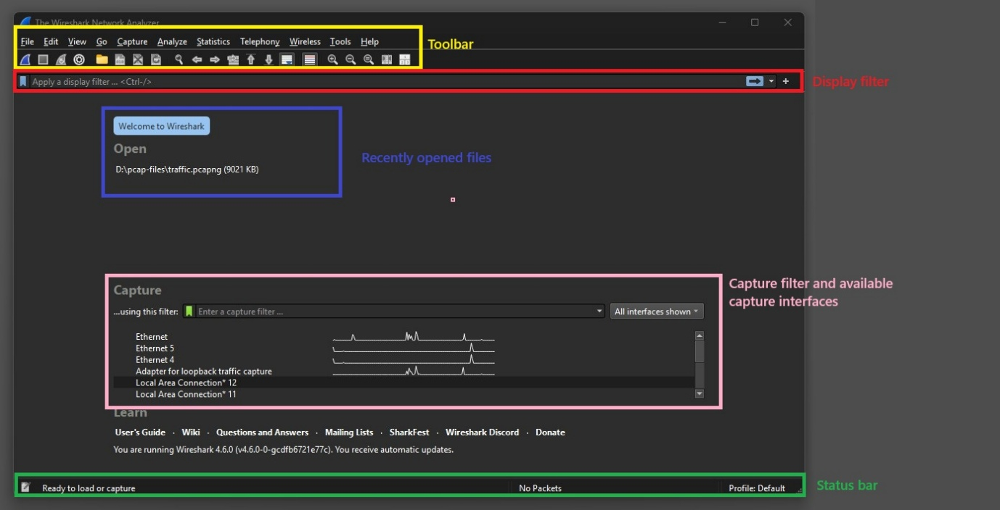 The Wireshark Network Analyzer
File Edit View Go Capture Analyze Statistics Telephony Wireless Tools Help
Toolbar
Apply a display filter ... <Ctrl-/>
Display filter
Welcome to Wireshark
Open
D:\pcap-files\traffic.pcapng (9021 KB)
Recently opened files
Capture
...using this filter: Enter a capture filter ... All interfaces shown
Capture filter and available
capture interfaces
Ethernet
Ethernet 5
Ethernet 4
Adapter for loopback traffic capture
Local Area Connection* 12
Local Area Connection* 11
Learn
User's Guide · Wiki · Questions and Answers · Mailing Lists · SharkFest · Wireshark Discord · Donate
You are running Wireshark 4.6.0 (v4.6.0-0-gcdfb6721e77c). You receive automatic updates.
Ready to load or capture No Packets Profile: Default
Status bar